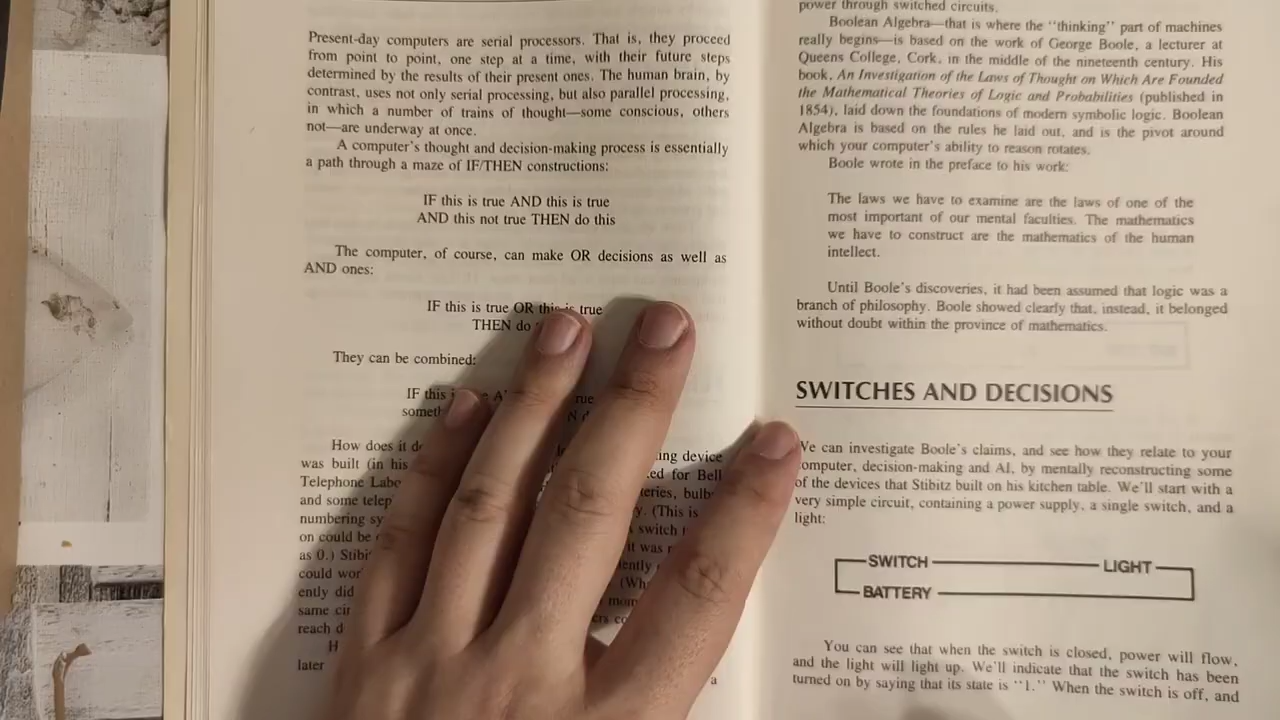 Present-day computers are serial processors. That is, they proceed
from point to point, one step at a time, with their future steps
determined by the results of their present ones. The human brain, by
contrast, uses not only serial processing, but also parallel processing,
in which a number of trains of thought—some conscious, others
not—are underway at once.
A computer's thought and decision-making process is essentially
a path through a maze of IF/THEN constructions:
IF this is true AND this is true
AND this not true THEN do this
The computer, of course, can make OR decisions as well as
AND ones:
IF this is true OR this is true
THEN do
They can be combined:
IF this
How does it
was built (in his
ing device
Telephone
for Bell
and some
bulbs
numbering
(This is
on could be
switch
as 0.)
it was
could
ently did
same
reach
later
a
power through switched circuits.
Boolean Algebra—that is where the "thinking" part of machines
really begins—is based on the work of George Boole, a lecturer at
Queens College, Cork, in the middle of the nineteenth century. His
book, An Investigation of the Laws of Thought on Which Are Founded
the Mathematical Theories of Logic and Probabilities (published in
1854), laid down the foundations of modern symbolic logic. Boolean
Algebra is based on the rules he laid out, and is the pivot around
which your computer's ability to reason rotates.
Boole wrote in the preface to his work:
The laws we have to examine are the laws of one of the
most important of our mental faculties. The mathematics
we have to construct are the mathematics of the human
intellect.
Until Boole's discoveries, it had been assumed that logic was a
branch of philosophy. Boole showed clearly that, instead, it belonged
without doubt within the province of mathematics.
SWITCHES AND DECISIONS
We can investigate Boole's claims, and see how they relate to your
computer, decision-making and AI, by mentally reconstructing some
of the devices that Stibitz built on his kitchen table. We'll start with a
very simple circuit, containing a power supply, a single switch, and a
light:
SWITCH LIGHT
BATTERY
You can see that when the switch is closed, power will flow,
and the light will light up. We'll indicate that the switch has been
turned on by saying that its state is "1." When the switch is off, and